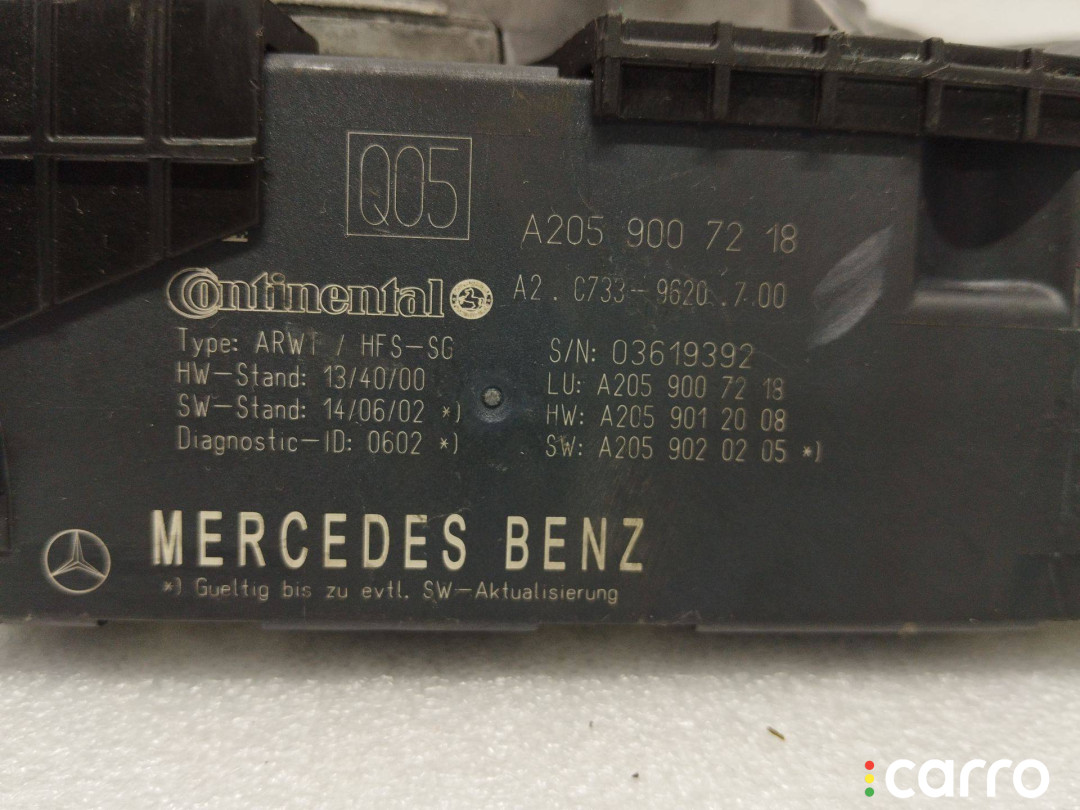 Q05
A205 900 72 18
Continental
A2.C733-9620.7.00
Type: / HFS-SG
S/N: 03619392
HW-Stand: 13/40/00
LU: A205 900 72 18
SW-Stand: 14/06/02 *)
HW: A205 901 20 08
Diagnostic-ID: 0602 *)
SW: A205 902 02 05 *)
MERCEDES BENZ
*) Gueltig bis zu evtl. SW-Aktualisierung
carro